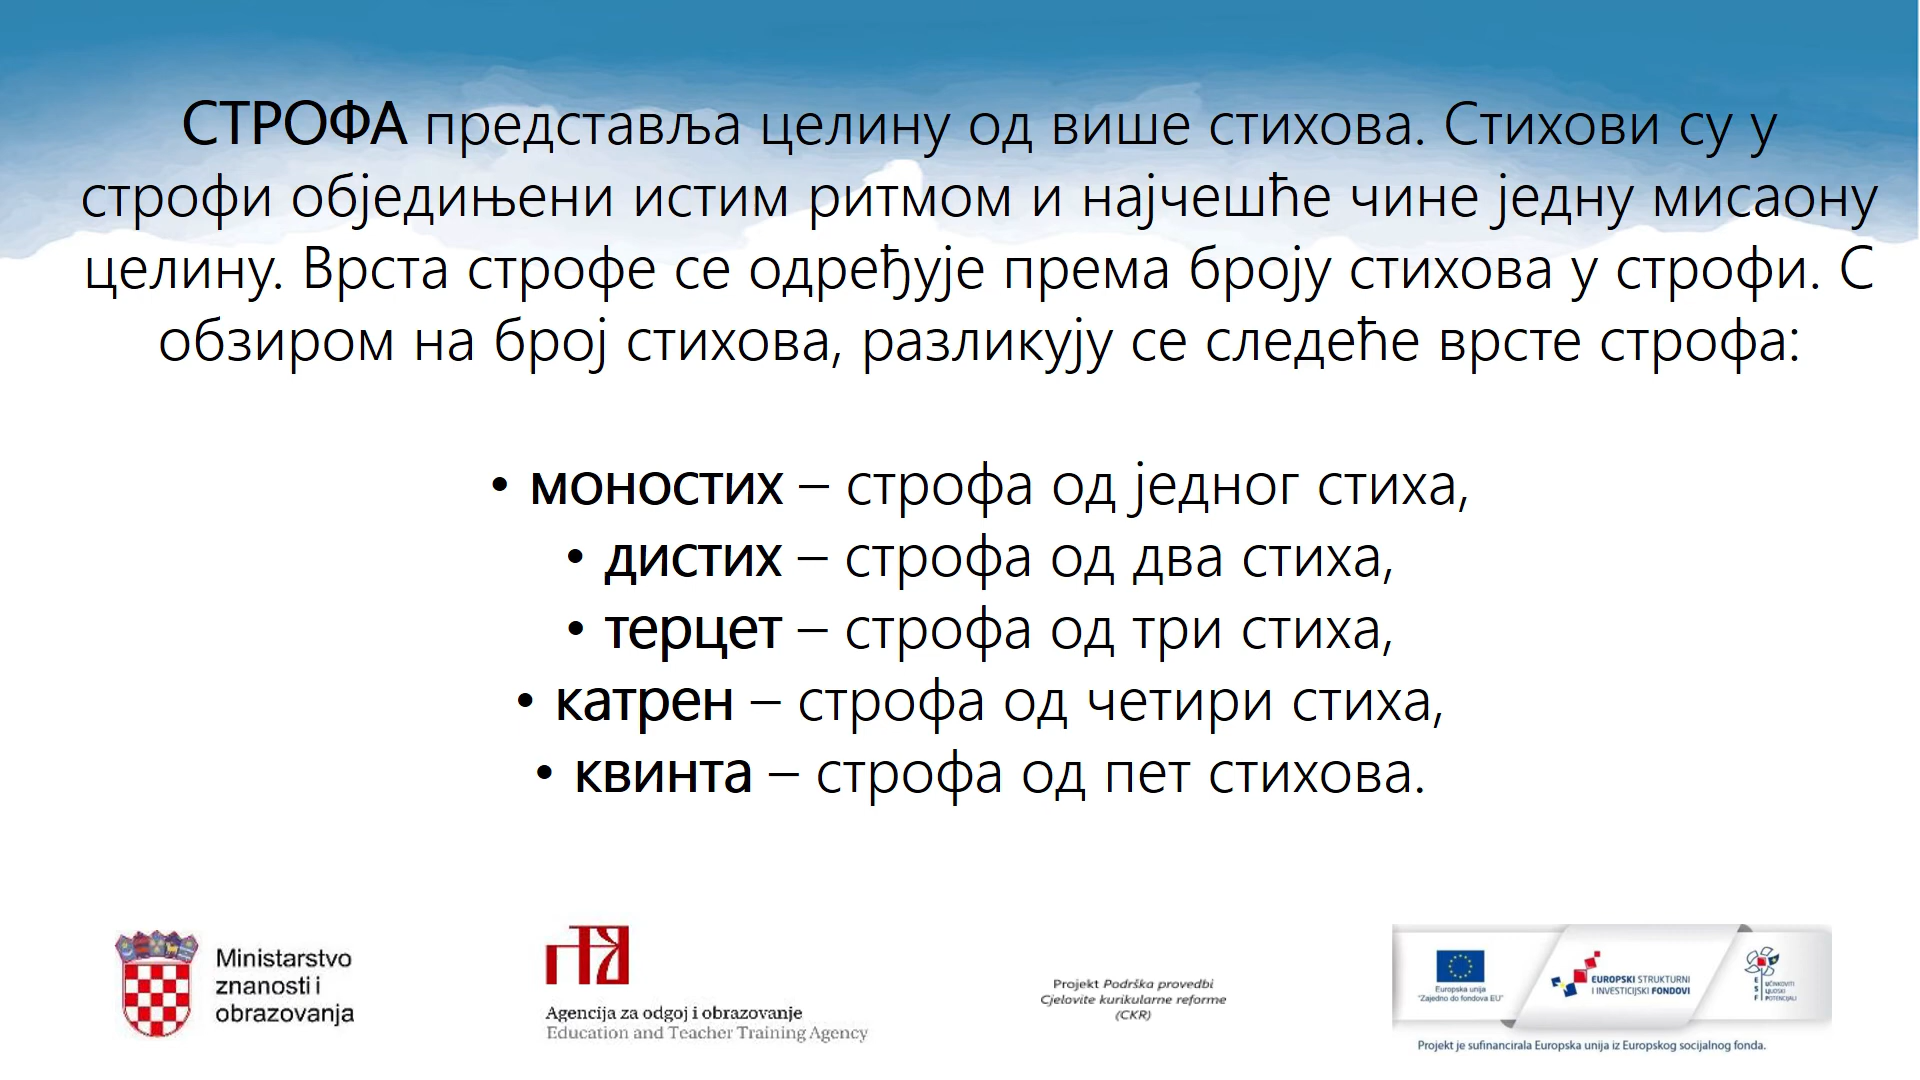 СТРОФА представља целину од више стихова. Стихови су у
строфи обједињени истим ритмом и најчешће чине једну мисаону
целину. Врста строфе се одређује према броју стихова у строфи. С
обзиром на број стихова, разликују се следеће врсте строфа:
• моностих – строфа од једног стиха,
• дистих – строфа од два стиха,
• терцет – строфа од три стиха,
• катрен – строфа од четири стиха,
• квинта – строфа од пет стихова.
Ministarstvo
znanosti i
obrazovanja
Agencija za odgoj i obrazovanje
Education and Teacher Training Agency
Projekt Podrška provedbi
Cjelovite kurikularne reforme
(CKR)
Europska unija
"Zajedno do fondova EU"
EUROPSKI STRUKTURNI
I INVESTICIJSKI FONDOVI
ESF
UČINKOVITI
LJUDSKI
POTENCIJALI
Projekt je sufinancirala Europska unija iz Europskog socijalnog fonda.